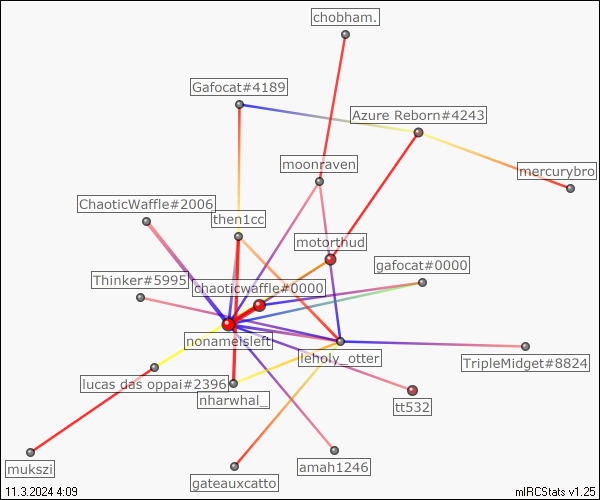 chobham.
Gafocat#4189
Azure Reborn#4243
moonraven
mercurybro
ChaoticWaffle#2006
then1cc
motorthud
gafocat#0000
Thinker#5995
chaoticwaffle#0000
nonameisleft
leholy_otter
TripleMidget#8824
lucas das oppai#2396
nharwhal_
tt532
mukszi
gateauxcatto
amah1246
11.3.2024 4:09
mIRCStats v1.25